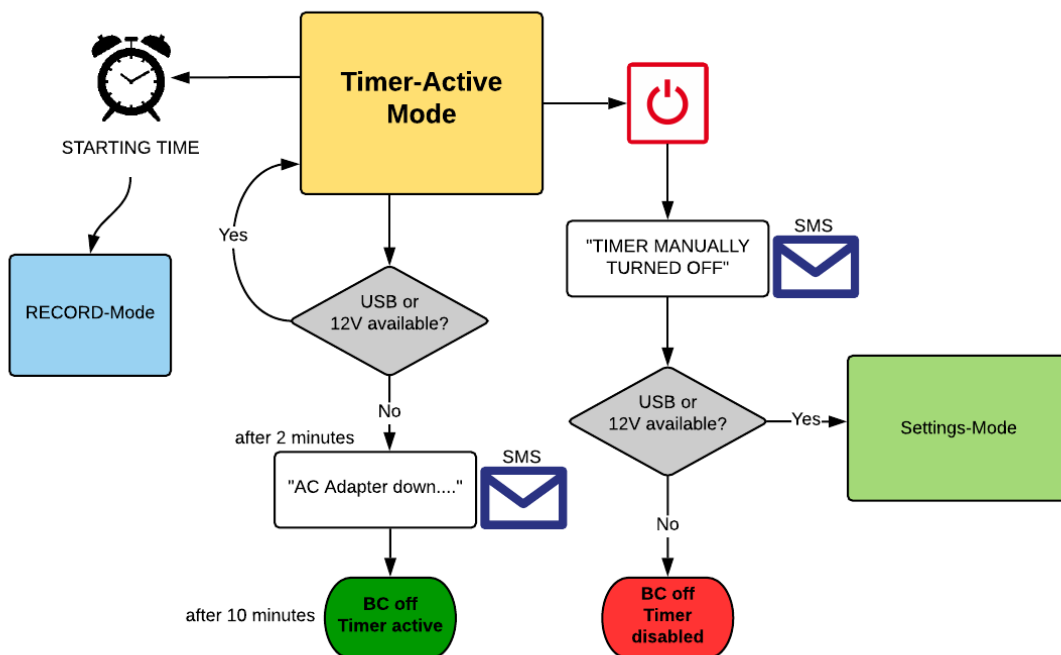 Timer-Active
Mode
STARTING TIME
RECORD-Mode
Yes
USB or
12V available?
No
after 2 minutes
"AC Adapter down...."
SMS
after 10 minutes
BC off
Timer active
"TIMER MANUALLY
TURNED OFF"
SMS
USB or
12V available?
Yes
Settings-Mode
No
BC off
Timer
disabled